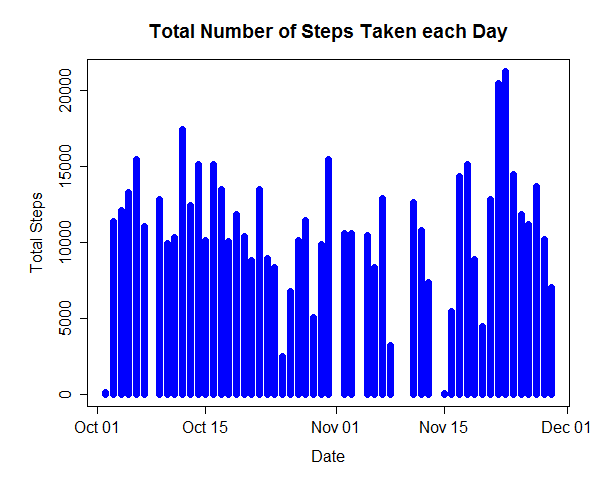 Total Number of Steps Taken each Day
Total Steps
20000
15000
10000
5000
0
Oct 01 Oct 15 Nov 01 Nov 15 Dec 01
Date